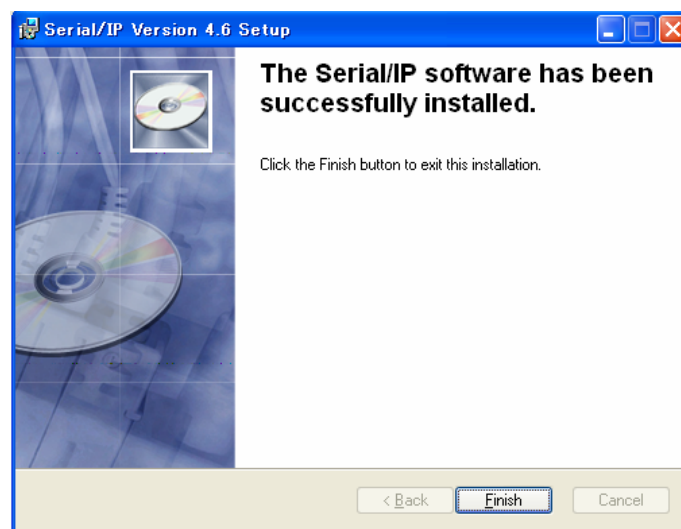 Serial/IP Version 4.6 Setup
The Serial/IP software has been
successfully installed.
Click the Finish button to exit this installation.
< Back Finish Cancel